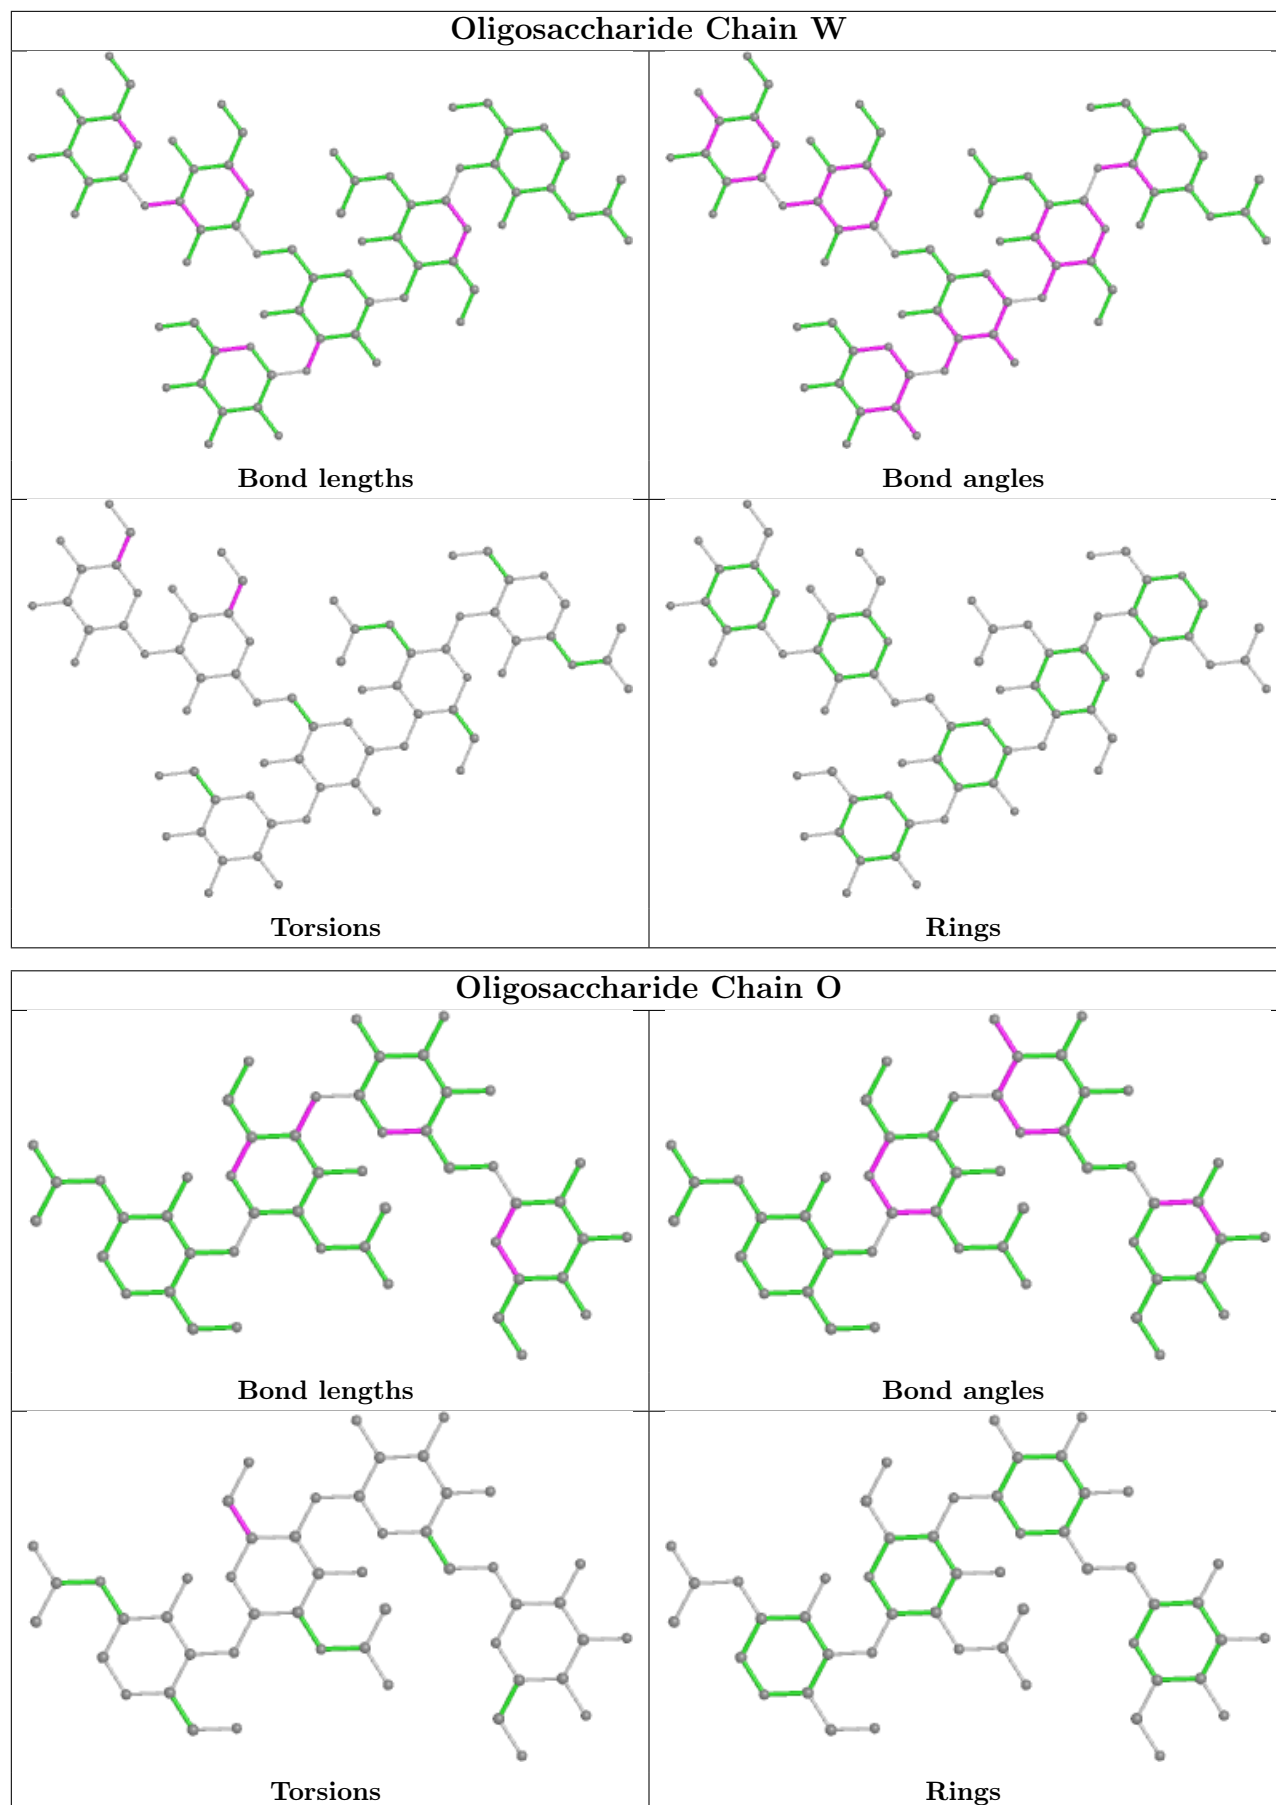 Oligosaccharide Chain W
Bond lengths
Bond angles
Torsions
Rings
Oligosaccharide Chain O
Bond lengths
Bond angles
Torsions
Rings